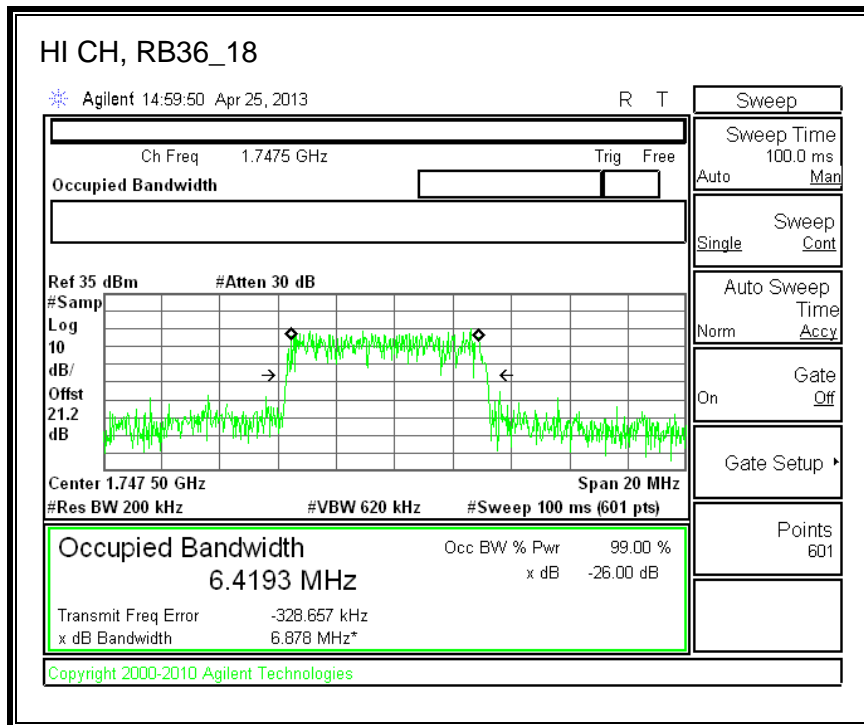 HI CH, RB36_18
Agilent 14:59:50 Apr 25, 2013 R T
Ch Freq 1.7475 GHz Trig Free
Occupied Bandwidth
Ref 35 dBm #Atten 30 dB
#Samp
Log
10
dB/
Offst
21.2
dB
Center 1.747 50 GHz Span 20 MHz
#Res BW 200 kHz #VBW 620 kHz #Sweep 100 ms (601 pts)
Occupied Bandwidth
6.4193 MHz
Occ BW % Pwr 99.00 %
x dB -26.00 dB
Transmit Freq Error -328.657 kHz
x dB Bandwidth 6.878 MHz*
Copyright 2000-2010 Agilent Technologies
Sweep
Sweep Time
100.0 ms
Auto Man
Sweep
Single Cont
Auto Sweep
Time
Norm Accy
Gate
On Off
Gate Setup
Points
601